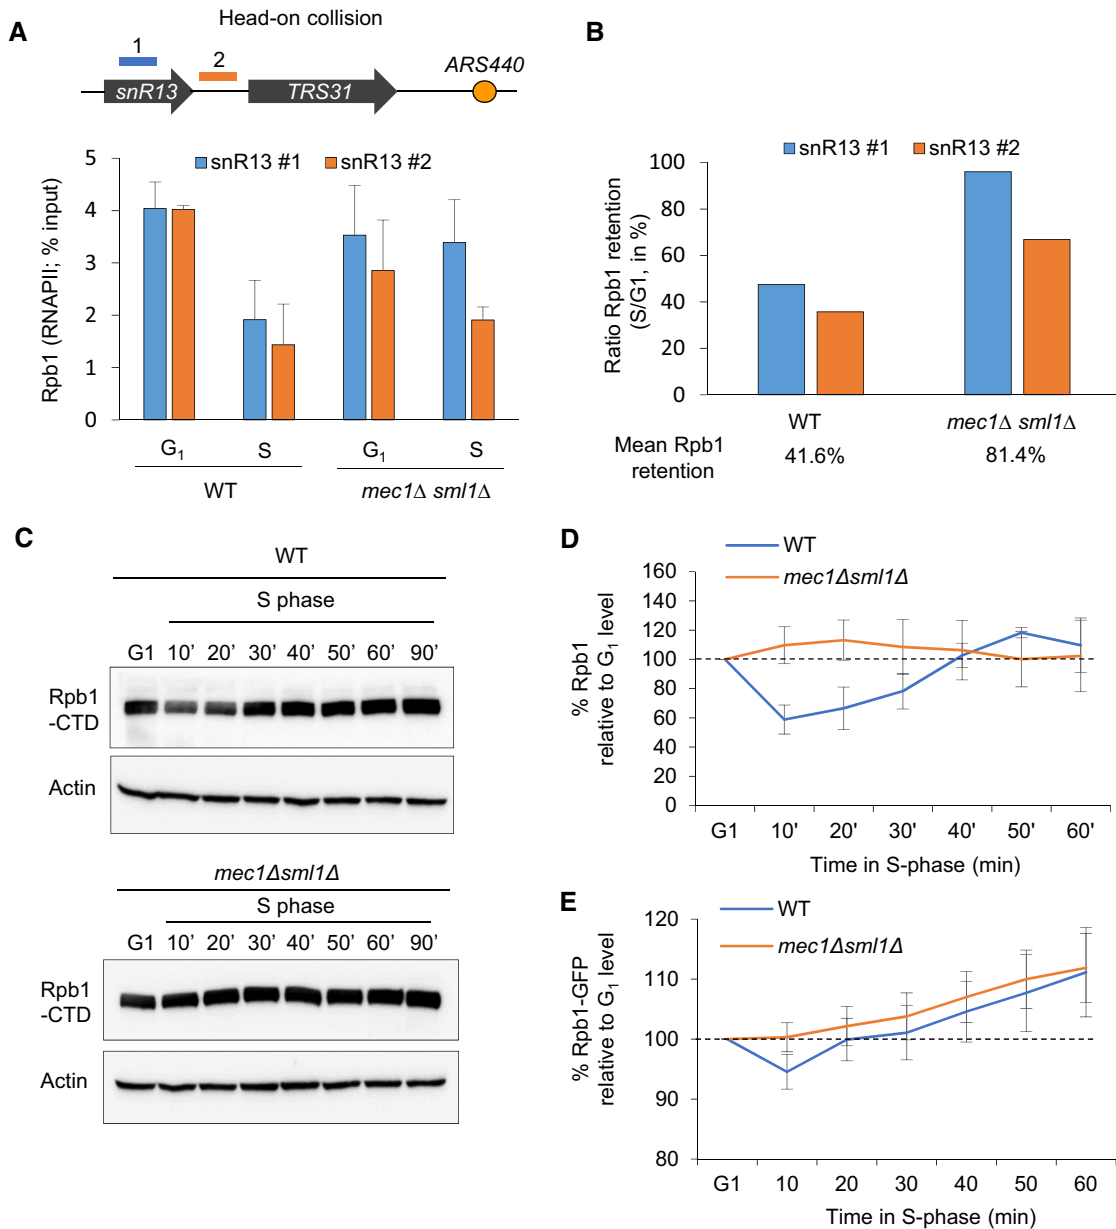 A
Head-on collision
1
2
ARS440
snR13
TRS31
snR13 #1
snR13 #2
Rpb1 (RNAPII; % input)
5
4
3
2
1
0
G₁
S
G₁
S
WT
mec1Δ sml1Δ
B
snR13 #1
snR13 #2
Ratio Rpb1 retention
(S/G1, in %)
100
80
60
40
20
0
WT
mec1Δ sml1Δ
Mean Rpb1
retention
41.6%
81.4%
C
WT
S phase
G1 10’ 20’ 30’ 40’ 50’ 60’ 90’
Rpb1
-CTD
Actin
mec1Δsml1Δ
S phase
G1 10’ 20’ 30’ 40’ 50’ 60’ 90’
Rpb1
-CTD
Actin
D
WT
mec1Δsml1Δ
% Rpb1
relative to G₁ level
160
140
120
100
80
60
40
20
0
G1 10' 20' 30' 40' 50' 60'
Time in S-phase (min)
E
WT
mec1Δsml1Δ
% Rpb1-GFP
relative to G₁ level
120
110
100
90
80
G1 10 20 30 40 50 60
Time in S-phase (min)